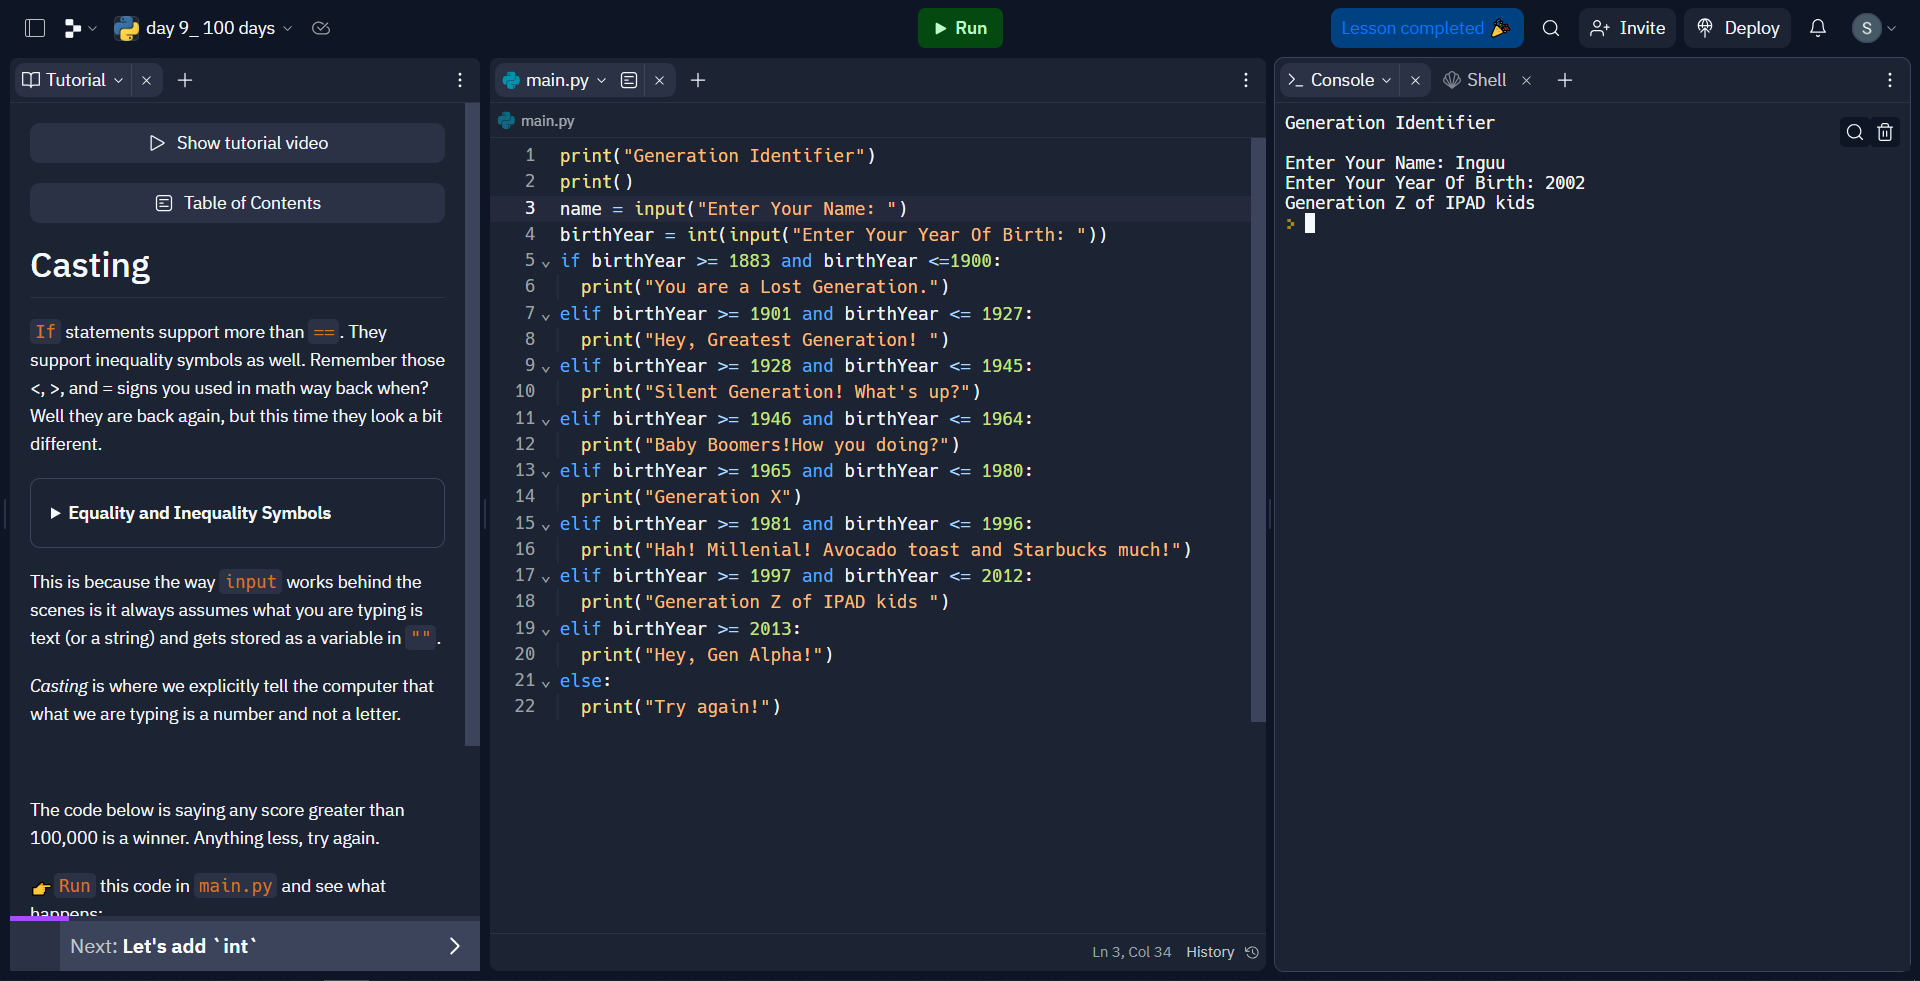 day 9_ 100 days
Run
Lesson completed 🎉
Invite
Deploy
S
Tutorial
Show tutorial video
Table of Contents
Casting
If statements support more than == . They
support inequality symbols as well. Remember those
<, >, and = signs you used in math way back when?
Well they are back again, but this time they look a bit
different.
Equality and Inequality Symbols
This is because the way input works behind the
scenes is it always assumes what you are typing is
text (or a string) and gets stored as a variable in "" .
Casting is where we explicitly tell the computer that
what we are typing is a number and not a letter.
The code below is saying any score greater than
100,000 is a winner. Anything less, try again.
👉 Run this code in main.py and see what
happens:
Next: Let's add `int`
main.py
main.py
1 print("Generation Identifier")
2 print()
3 name = input("Enter Your Name: ")
4 birthYear = int(input("Enter Your Year Of Birth: "))
5 if birthYear >= 1883 and birthYear <=1900:
6 print("You are a Lost Generation.")
7 elif birthYear >= 1901 and birthYear <= 1927:
8 print("Hey, Greatest Generation! ")
9 elif birthYear >= 1928 and birthYear <= 1945:
10 print("Silent Generation! What's up?")
11 elif birthYear >= 1946 and birthYear <= 1964:
12 print("Baby Boomers!How you doing?")
13 elif birthYear >= 1965 and birthYear <= 1980:
14 print("Generation X")
15 elif birthYear >= 1981 and birthYear <= 1996:
16 print("Hah! Millenial! Avocado toast and Starbucks much!")
17 elif birthYear >= 1997 and birthYear <= 2012:
18 print("Generation Z of IPAD kids ")
19 elif birthYear >= 2013:
20 print("Hey, Gen Alpha!")
21 else:
22 print("Try again!")
Ln 3, Col 34 History
Console
Shell
Generation Identifier
Enter Your Name: Inguu
Enter Your Year Of Birth: 2002
Generation Z of IPAD kids